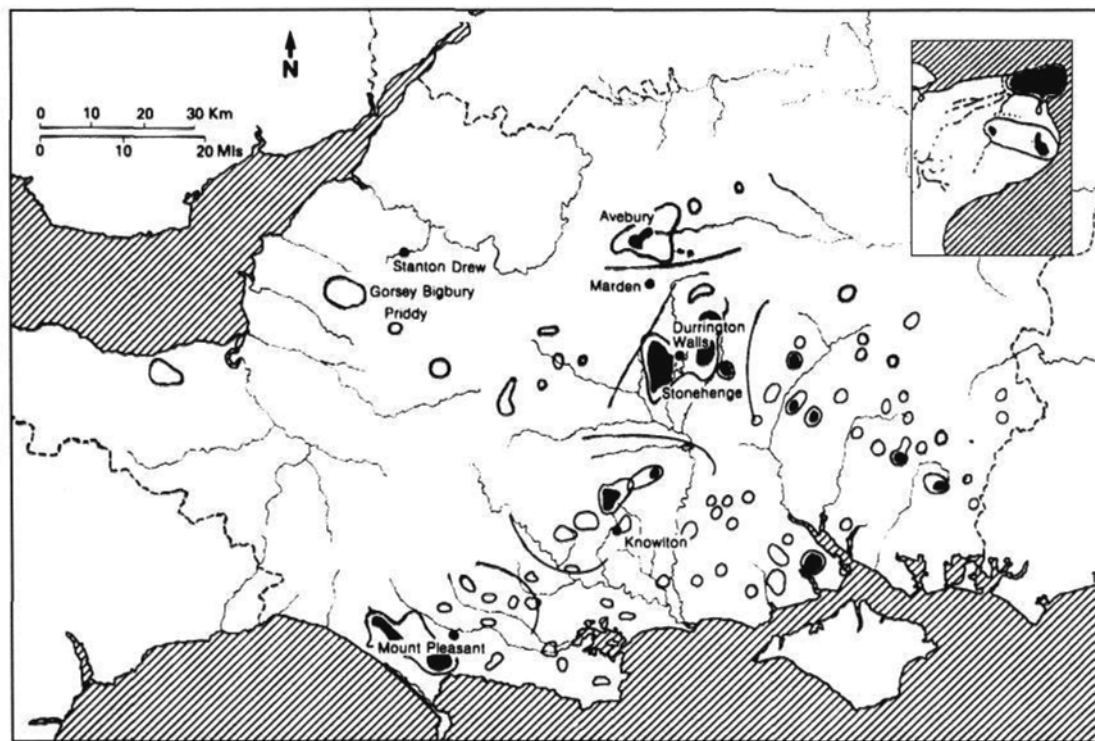 N
0 10 20 30 Km
0 10 20 Mls
Avebury
Stanton Drew
Marden
Gorsey Bigbury
Priddy
Durrington
Walls
Stonehenge
Knowlton
Mount Pleasant